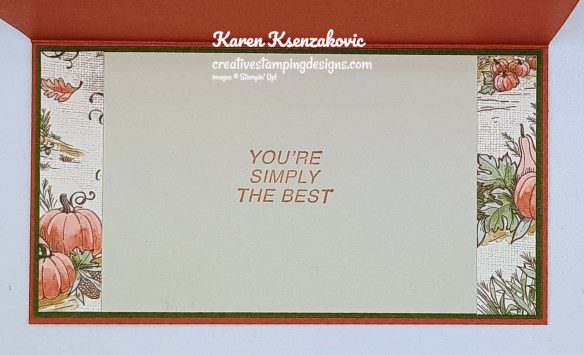 Karen Ksenzakovic
creativestampingdesigns.com
Images © Stampin' Up!
YOU'RE
SIMPLY
THE BEST